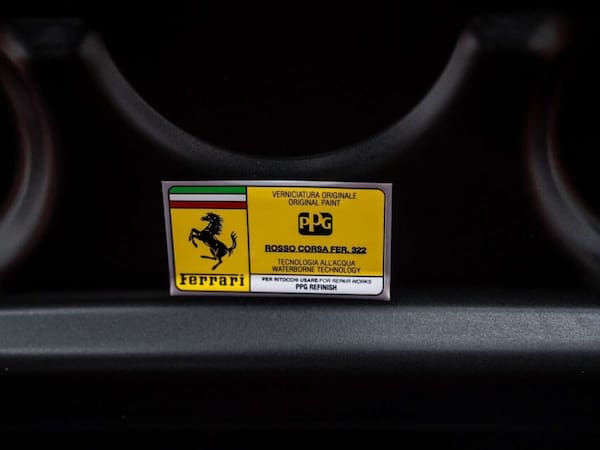 VERNICIATURA ORIGINALE
ORIGINAL PAINT
PPG
ROSSO CORSA FER. 322
TECNOLOGIA ALL'ACQUA
WATERBORNE TECHNOLOGY
Ferrari
PER RITOCCHI USARE-FOR REPAIR WORKS
PPG REFINISH